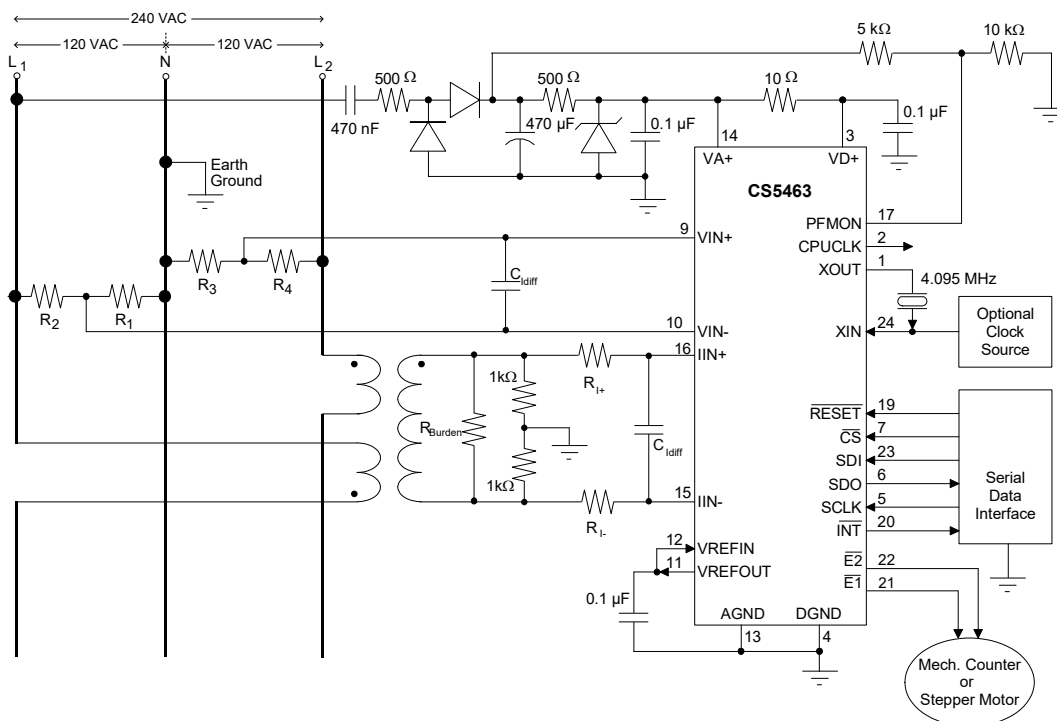 240 VAC
120 VAC
120 VAC
L1
N
L2
5 kΩ
10 kΩ
500 Ω
500 Ω
10 Ω
470 nF
470 µF
0.1 µF
0.1 µF
14
3
VA+
VD+
Earth
Ground
CS5463
PFMON
17
CPUCLK
2
XOUT
1
4.095 MHz
XIN
24
Optional
Clock
Source
9
VIN+
R3
R4
CIdiff
R2
R1
10
VIN-
16
IIN+
RI+
1kΩ
RBurden
CIdiff
1kΩ
15
IIN-
RI-
RESET
19
CS
7
SDI
23
SDO
6
SCLK
5
INT
20
Serial
Data
Interface
12
VREFIN
11
VREFOUT
E2
22
E1
21
0.1 µF
AGND
DGND
13
4
Mech. Counter
or
Stepper Motor